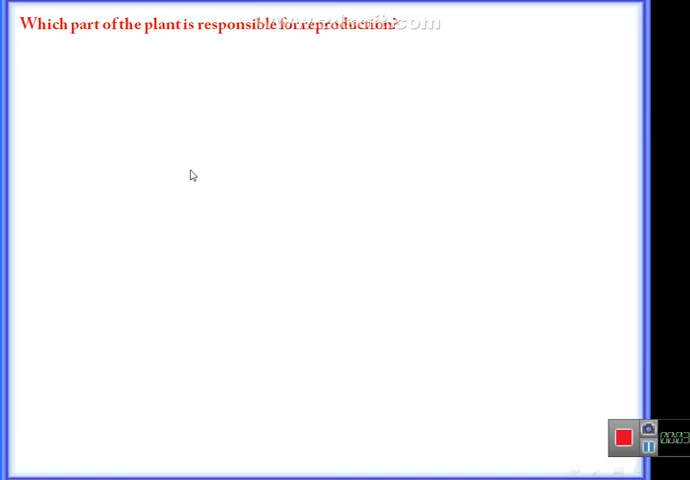 Which part of the plant is responsible for reproduction?